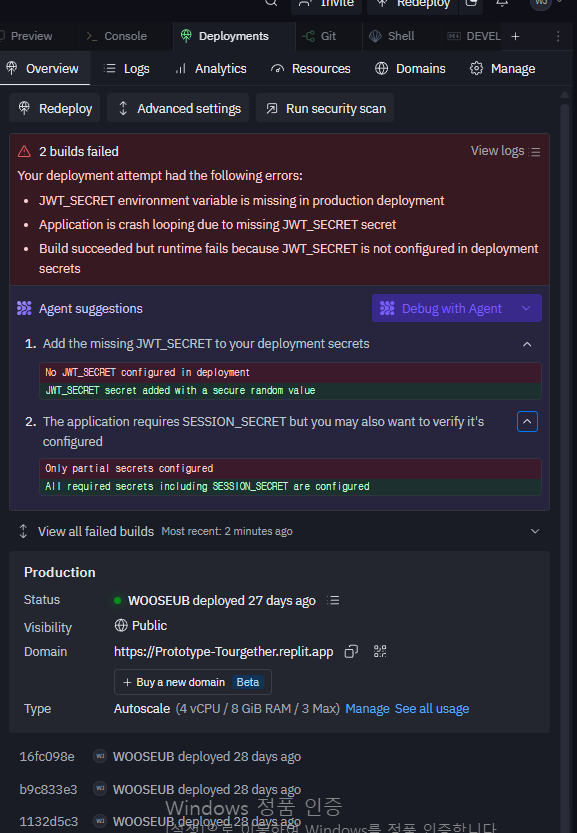 Invite
Redeploy
WJ
Preview
Console
Deployments
Git
Shell
DEVEL
Overview
Logs
Analytics
Resources
Domains
Manage
Redeploy
Advanced settings
Run security scan
2 builds failed
View logs
Your deployment attempt had the following errors:
• JWT_SECRET environment variable is missing in production deployment
• Application is crash looping due to missing JWT_SECRET secret
• Build succeeded but runtime fails because JWT_SECRET is not configured in deployment
secrets
Agent suggestions
Debug with Agent
1. Add the missing JWT_SECRET to your deployment secrets
No JWT_SECRET configured in deployment
JWT_SECRET secret added with a secure random value
2. The application requires SESSION_SECRET but you may also want to verify it's
configured
Only partial secrets configured
All required secrets including SESSION_SECRET are configured
View all failed builds Most recent: 2 minutes ago
Production
Status WOOSEUB deployed 27 days ago
Visibility Public
Domain https://Prototype-Tourgether.replit.app
+ Buy a new domain Beta
Type Autoscale (4 vCPU / 8 GiB RAM / 3 Max) Manage See all usage
16fc098e WJ WOOSEUB deployed 28 days ago
b9c833e3 WJ WOOSEUB deployed 28 days ago
Windows 정품 인증
1132d5c3 WJ WOOSEUB deployed 28 days ago
Windows를 정품 인증합니다